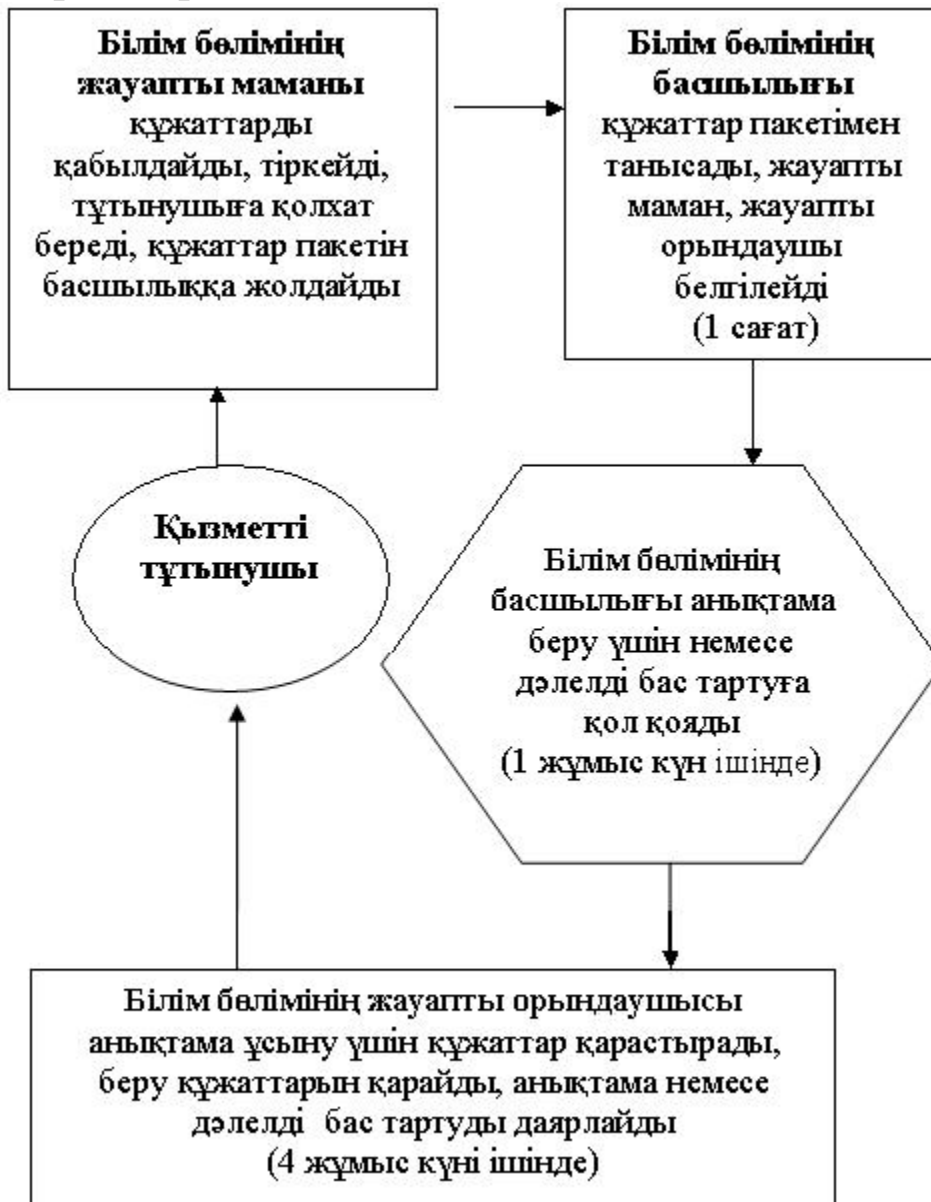 Білім бөлімінің
жауапты маманы
құжаттарды
қабылдайды, тіркейді,
тұтынушыға қолхат
береді, құжаттар пакетін
басшылыққа жолдайды
Білім бөлімінің
басшылығы
құжаттар пакетімен
танысады, жауапты
маман, жауапты
орындаушы
белгілейді
(1 сағат)
Қызметті
тұтынушы
Білім бөлімінің
басшылығы анықтама
беру үшін немесе
дәлелді бас тартуға
қол қояды
(1 жұмыс күн ішінде)
Білім бөлімінің жауапты орындаушысы
анықтама ұсыну үшін құжаттар қарастырады,
беру құжаттарын қарайды, анықтама немесе
дәлелді бас тартуды даярлайды
(4 жұмыс күні ішінде)